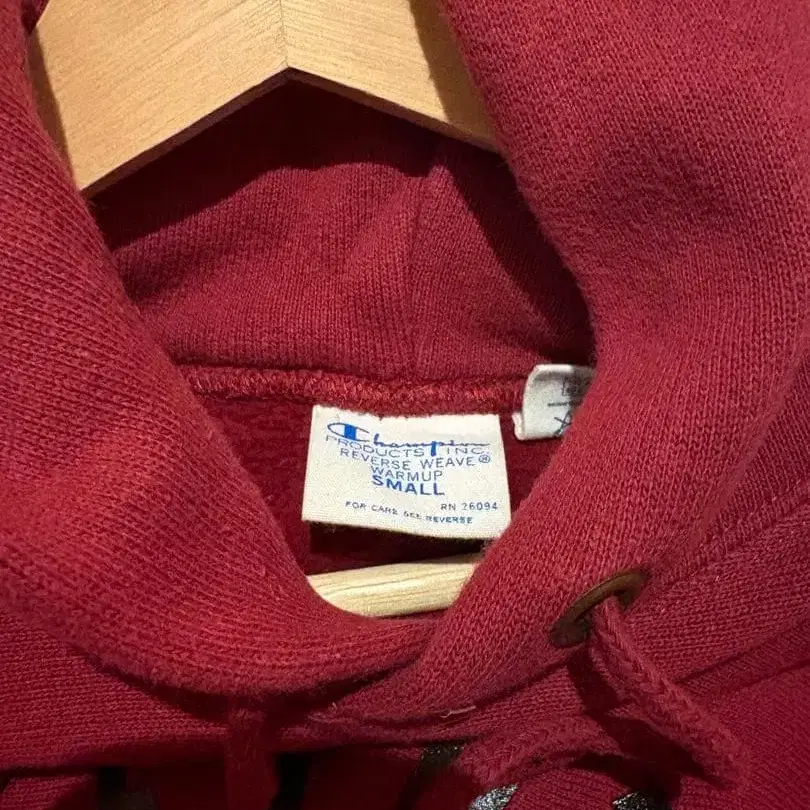 Champion
PRODUCTS INC.
REVERSE WEAVE®
WARMUP
SMALL
RN 26094
FOR CARE SEE REVERSE